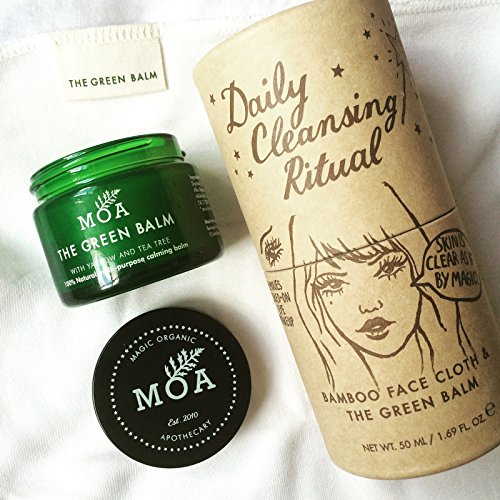 THE GREEN BALM
MOA
THE GREEN BALM
WITH YARROW AND TEA TREE
100% Natural purpose calming balm
MAGIC ORGANIC
MOA
Est. 2010
APOTHECARY
Daily
Cleansing
Ritual
SKIN IS
CLEAR AS IF
BY MAGIC!
BAMBOO FACE CLOTH &
THE GREEN BALM
NET WT. 50 ML / 1.69 FL. OZ e